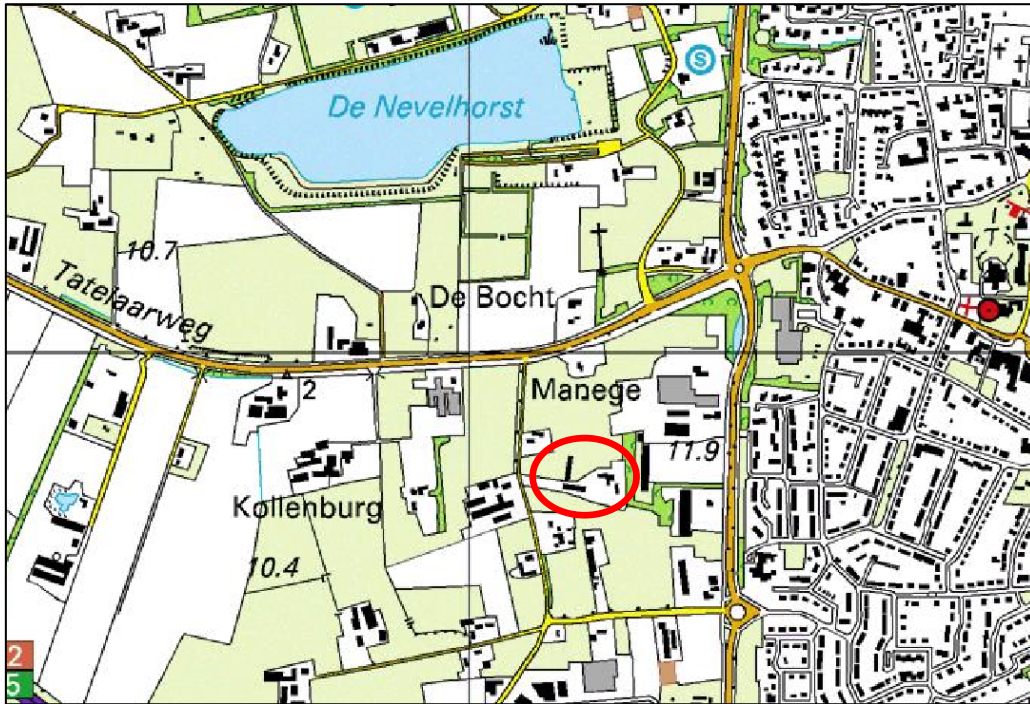 S
De Nevelhorst
10.7
Tatelaarweg
De Bocht
2
Manege
11.9
Kollenburg
10.4
2
5